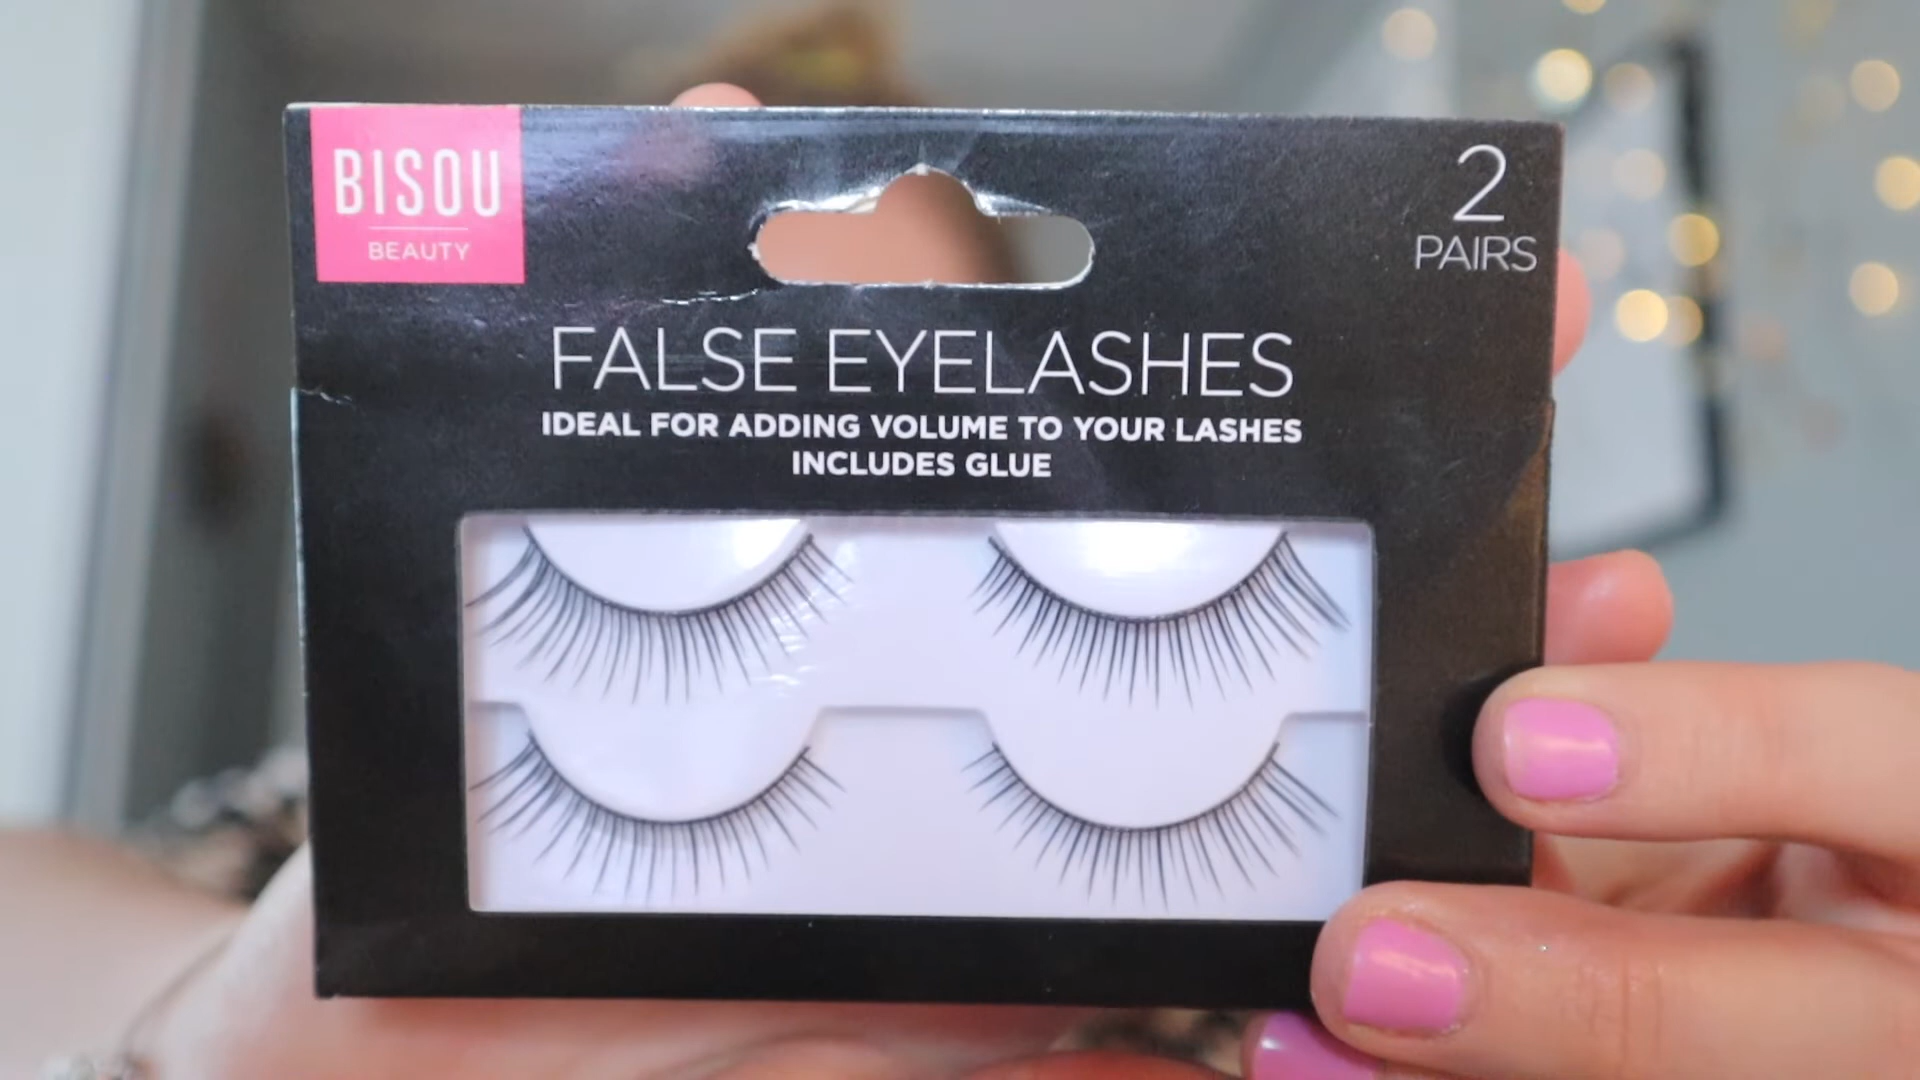 BISOU
BEAUTY
2
PAIRS
FALSE EYELASHES
IDEAL FOR ADDING VOLUME TO YOUR LASHES
INCLUDES GLUE